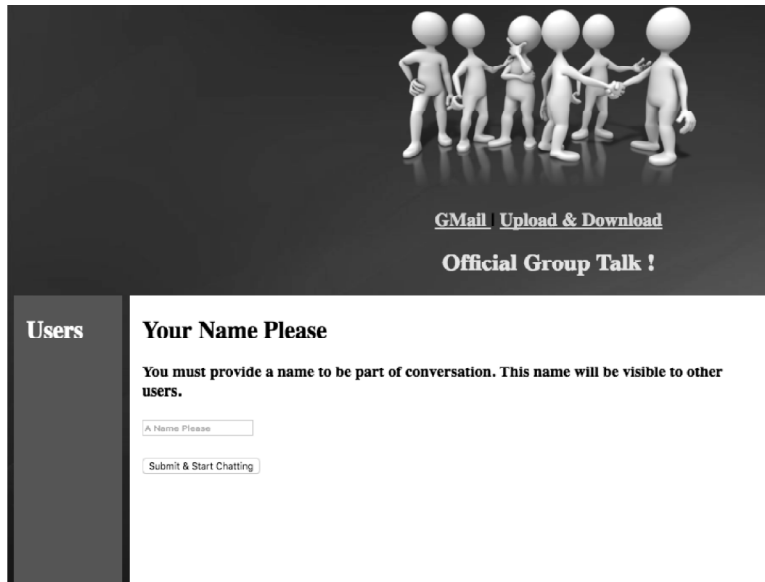 GMail | Upload & Download
Official Group Talk !
Users
Your Name Please
You must provide a name to be part of conversation. This name will be visible to other
users.
A Name Please
Submit & Start Chatting